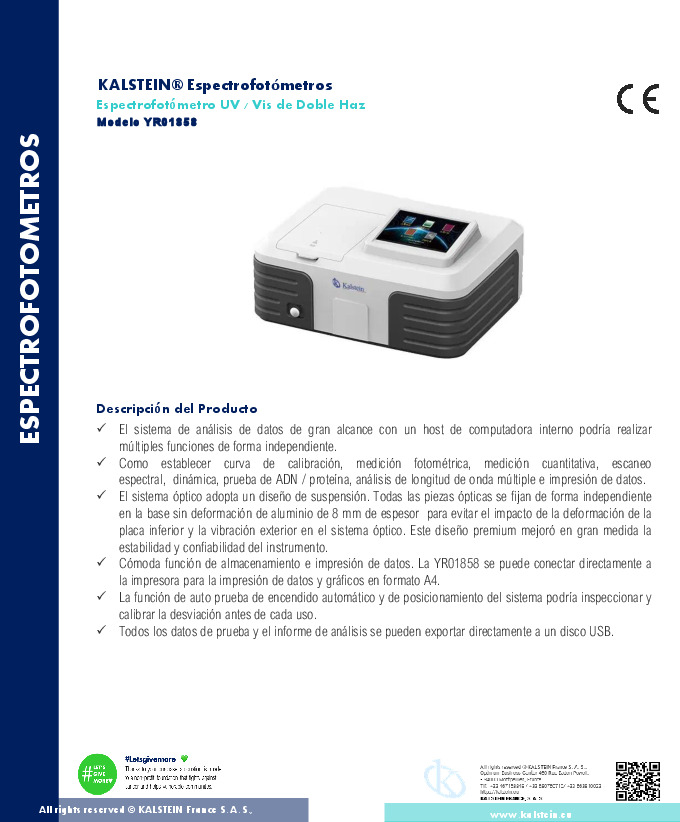 ESPECTROFOTOMETROS
KALSTEIN® Espectrofotómetros
Espectrofotómetro UV / Vis de Doble Haz
Modelo YR01858
CE
Kalstein
Descripción del Producto
✓ El sistema de análisis de datos de gran alcance con un host de computadora interno podría realizar
múltiples funciones de forma independiente.
✓ Como establecer curva de calibración, medición fotométrica, medición cuantitativa, escaneo
espectral, dinámica, prueba de ADN / proteína, análisis de longitud de onda múltiple e impresión de datos.
✓ El sistema óptico adopta un diseño de suspensión. Todas las piezas ópticas se fijan de forma independiente
en la base sin deformación de aluminio de 8 mm de espesor para evitar el impacto de la deformación de la
placa inferior y la vibración exterior en el sistema óptico. Este diseño premium mejoró en gran medida la
estabilidad y confiabilidad del instrumento.
✓ Cómoda función de almacenamiento e impresión de datos. La YR01858 se puede conectar directamente a
la impresora para la impresión de datos y gráficos en formato A4.
✓ La función de auto prueba de encendido automático y de posicionamiento del sistema podría inspeccionar y
calibrar la desviación antes de cada uso.
✓ Todos los datos de prueba y el informe de análisis se pueden exportar directamente a un disco USB.
#LET'S
GIVE
MORE
#Letsgivemore
All rights reserved ® KALSTEIN France S. A. S.,
KALSTEIN FRANCE, S. A. S
All rights reserved © KALSTEIN France S. A. S.,
www.kalstein.eu